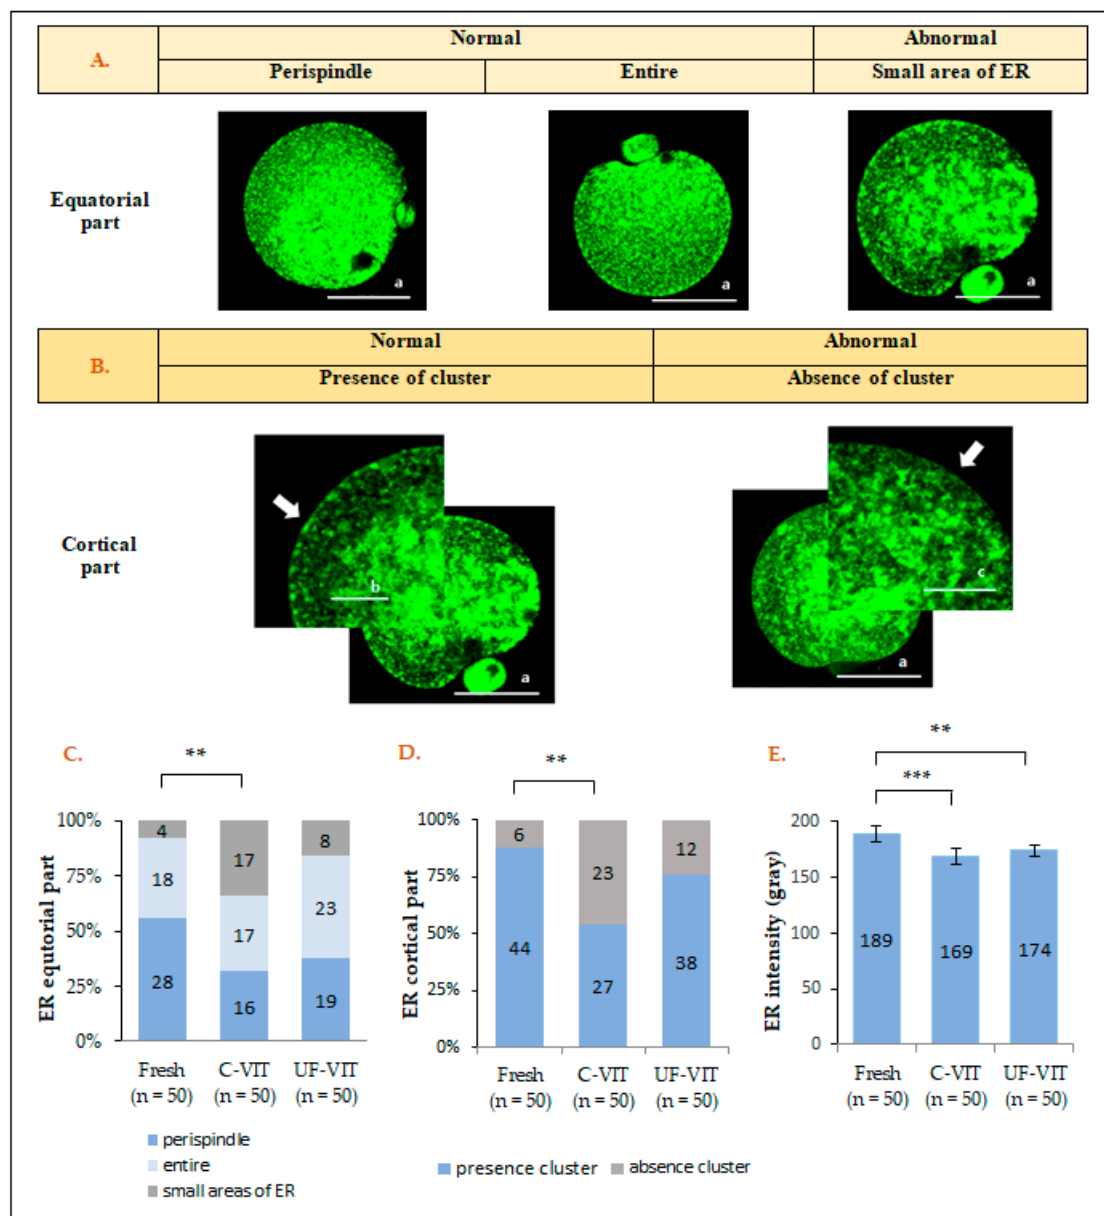 A.
Normal
Abnormal
Perispindle
Entire
Small area of ER
Equatorial
part
a
a
a
B.
Normal
Abnormal
Presence of cluster
Absence of cluster
Cortical
part
b
a
c
a
C.
**
ER equtorial part
100%
75%
50%
25%
0%
4
18
28
17
17
16
8
23
19
Fresh
(n = 50)
C-VIT
(n = 50)
UF-VIT
(n = 50)
perispindle
entire
small areas of ER
D.
**
ER cortical part
100%
75%
50%
25%
0%
6
44
23
27
12
38
Fresh
(n = 50)
C-VIT
(n = 50)
UF-VIT
(n = 50)
presence cluster
absence cluster
E.
**
***
ER intensity (gray)
200
150
100
50
0
189
169
174
Fresh
(n = 50)
C-VIT
(n = 50)
UF-VIT
(n = 50)